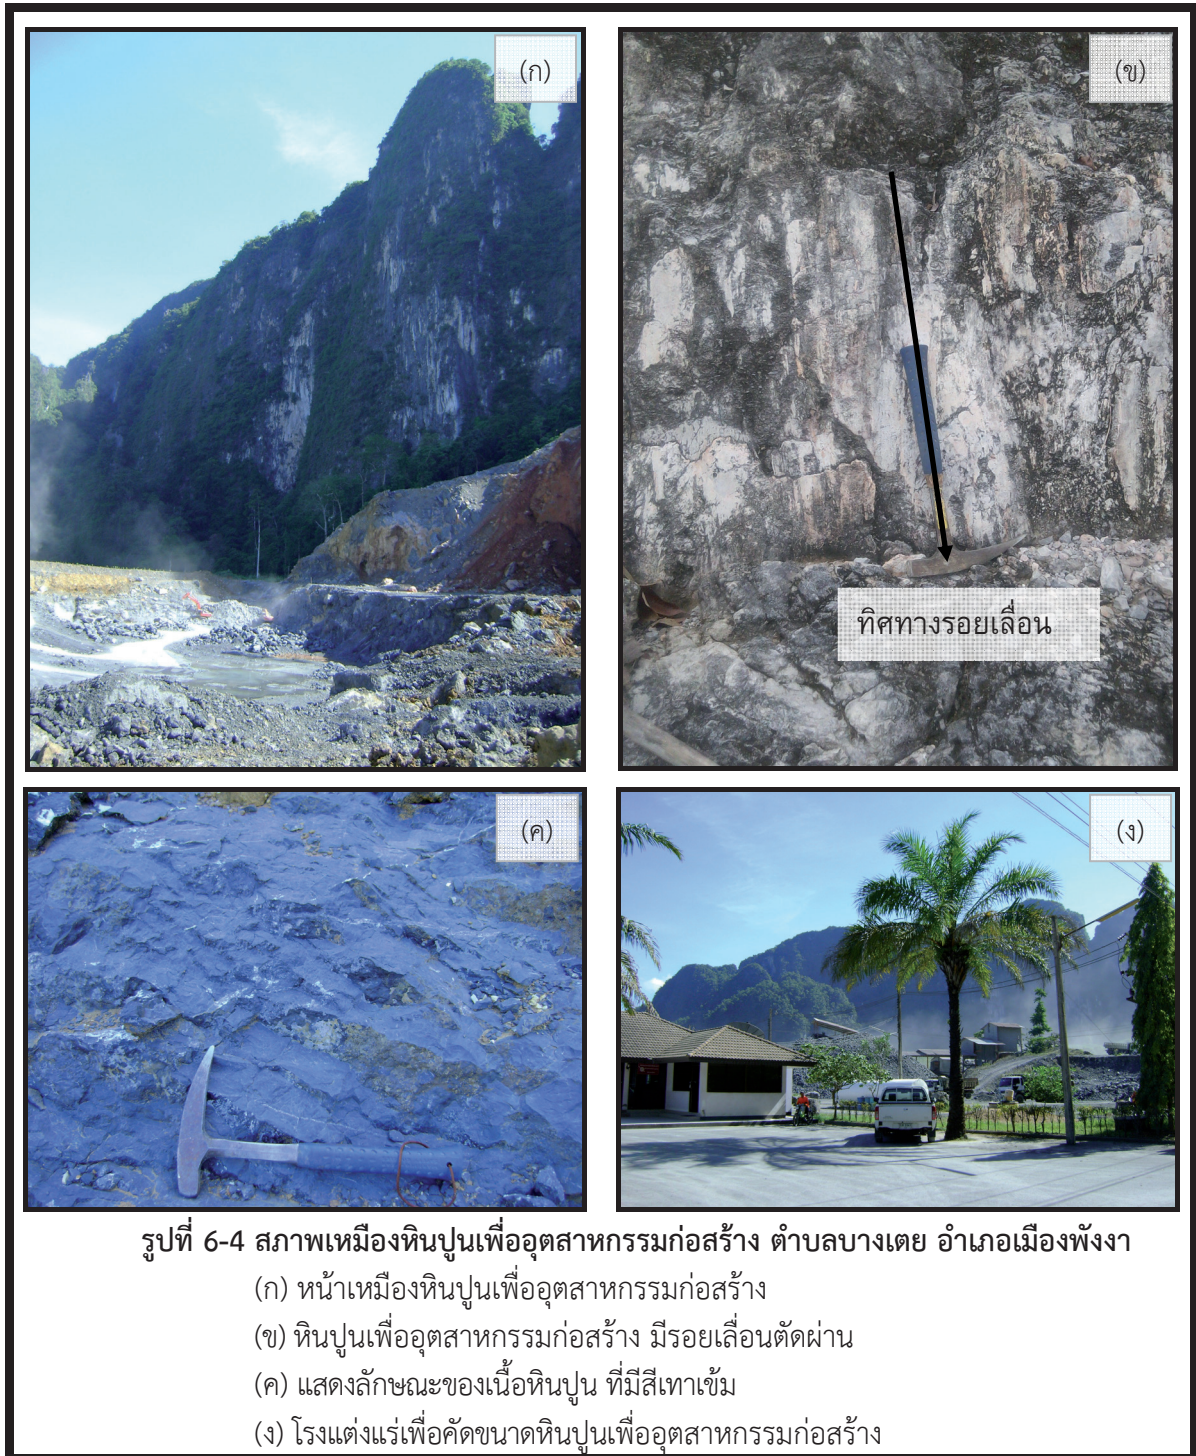 (ก)
(ข)
ทิศทางรอยเลื่อน
(ค)
(ง)
รูปที่ 6-4 สภาพเหมืองหินปูนเพื่ออุตสาหกรรมก่อสร้าง ตำบลบางเตย อำเภอเมืองพังงา
(ก) หน้าเหมืองหินปูนเพื่ออุตสาหกรรมก่อสร้าง
(ข) หินปูนเพื่ออุตสาหกรรมก่อสร้าง มีรอยเลื่อนตัดผ่าน
(ค) แสดงลักษณะของเนื้อหินปูน ที่มีสีเทาเข้ม
(ง) โรงแต่งแร่เพื่อคัดขนาดหินปูนเพื่ออุตสาหกรรมก่อสร้าง